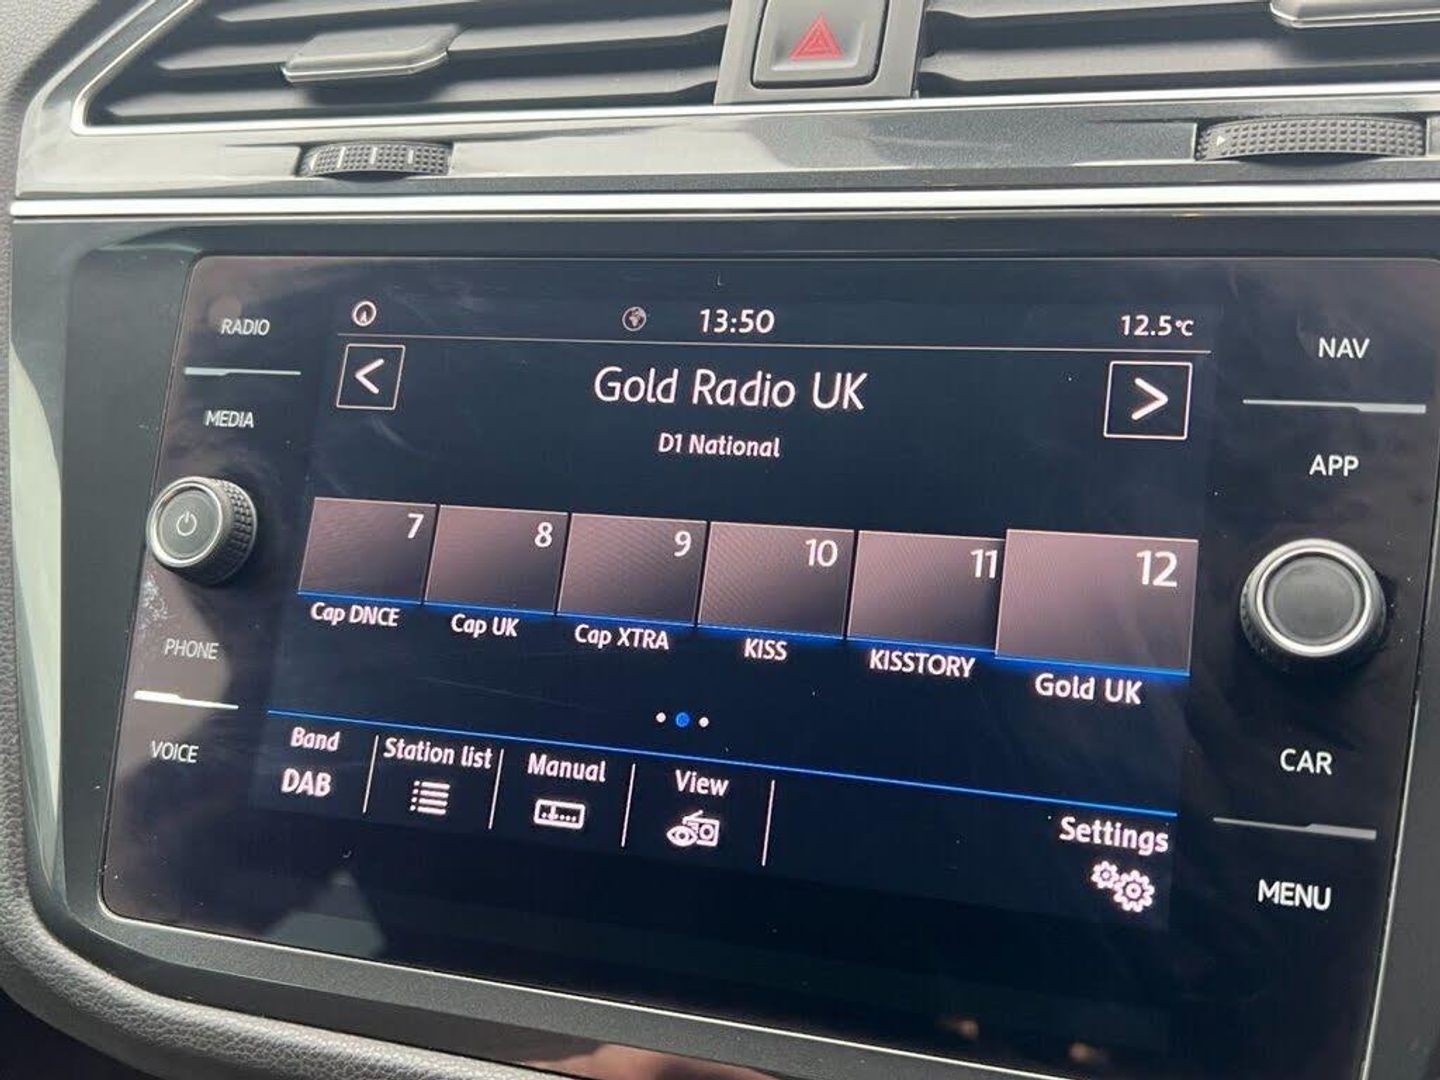 RADIO
MEDIA
PHONE
VOICE
13:50
12.5°C
<
Gold Radio UK
>
D1 National
7
8
9
10
11
12
Cap DNCE
Cap UK
Cap XTRA
KISS
KISSTORY
Gold UK
Band
DAB
Station list
Manual
View
Settings
NAV
APP
CAR
MENU